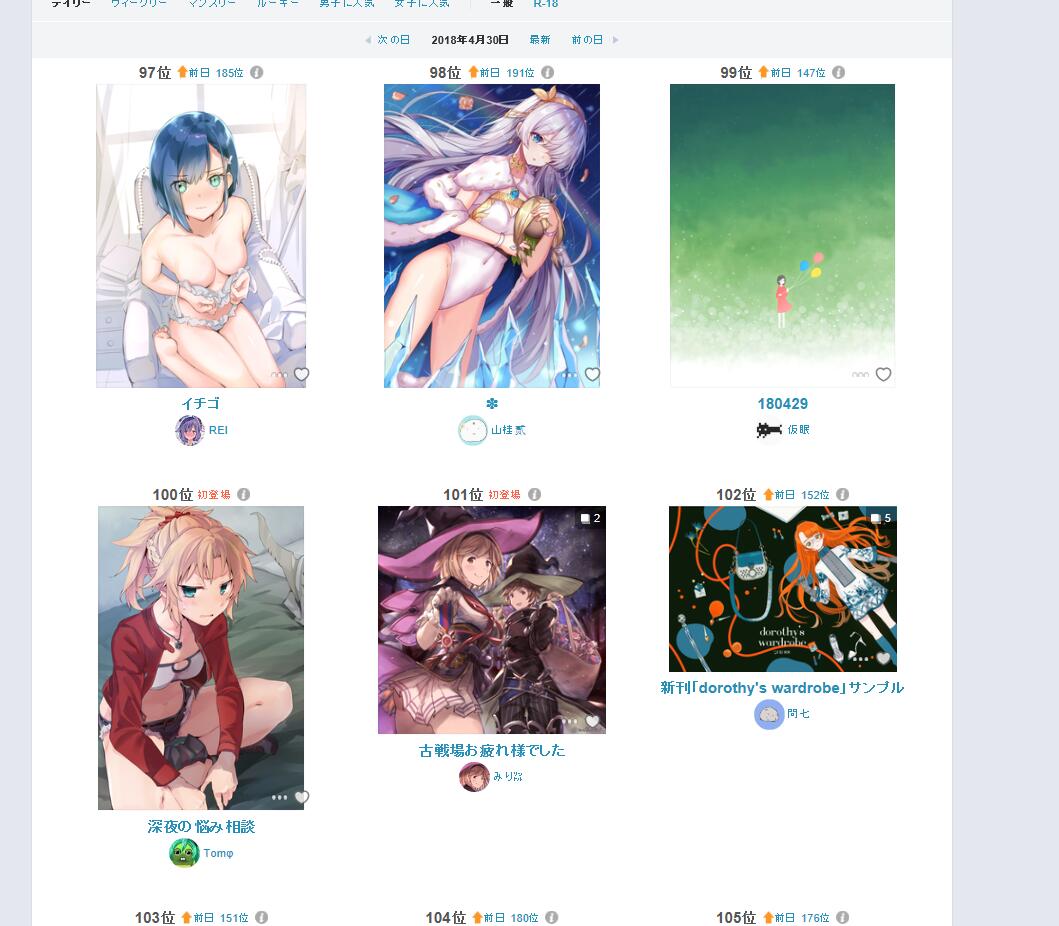 デイリー ウィークリー マンスリー ルーキー 男子に人気 女子に人気 一般 R-18
次の日 2018年4月30日 最新 前の日
97位 前日 185位 98位 前日 191位 99位 前日 147位
イチゴ ✽ 180429
REI 山桂貳 仮眠
100位 初登場 101位 初登場 102位 前日 152位
2 5
dorothy's
wardrobe
新刊「dorothy's wardrobe」サンプル
問七
古戦場お疲れ様でした
深夜の悩み相談
Tomφ
103位 前日 151位 104位 前日 180位 105位 前日 176位